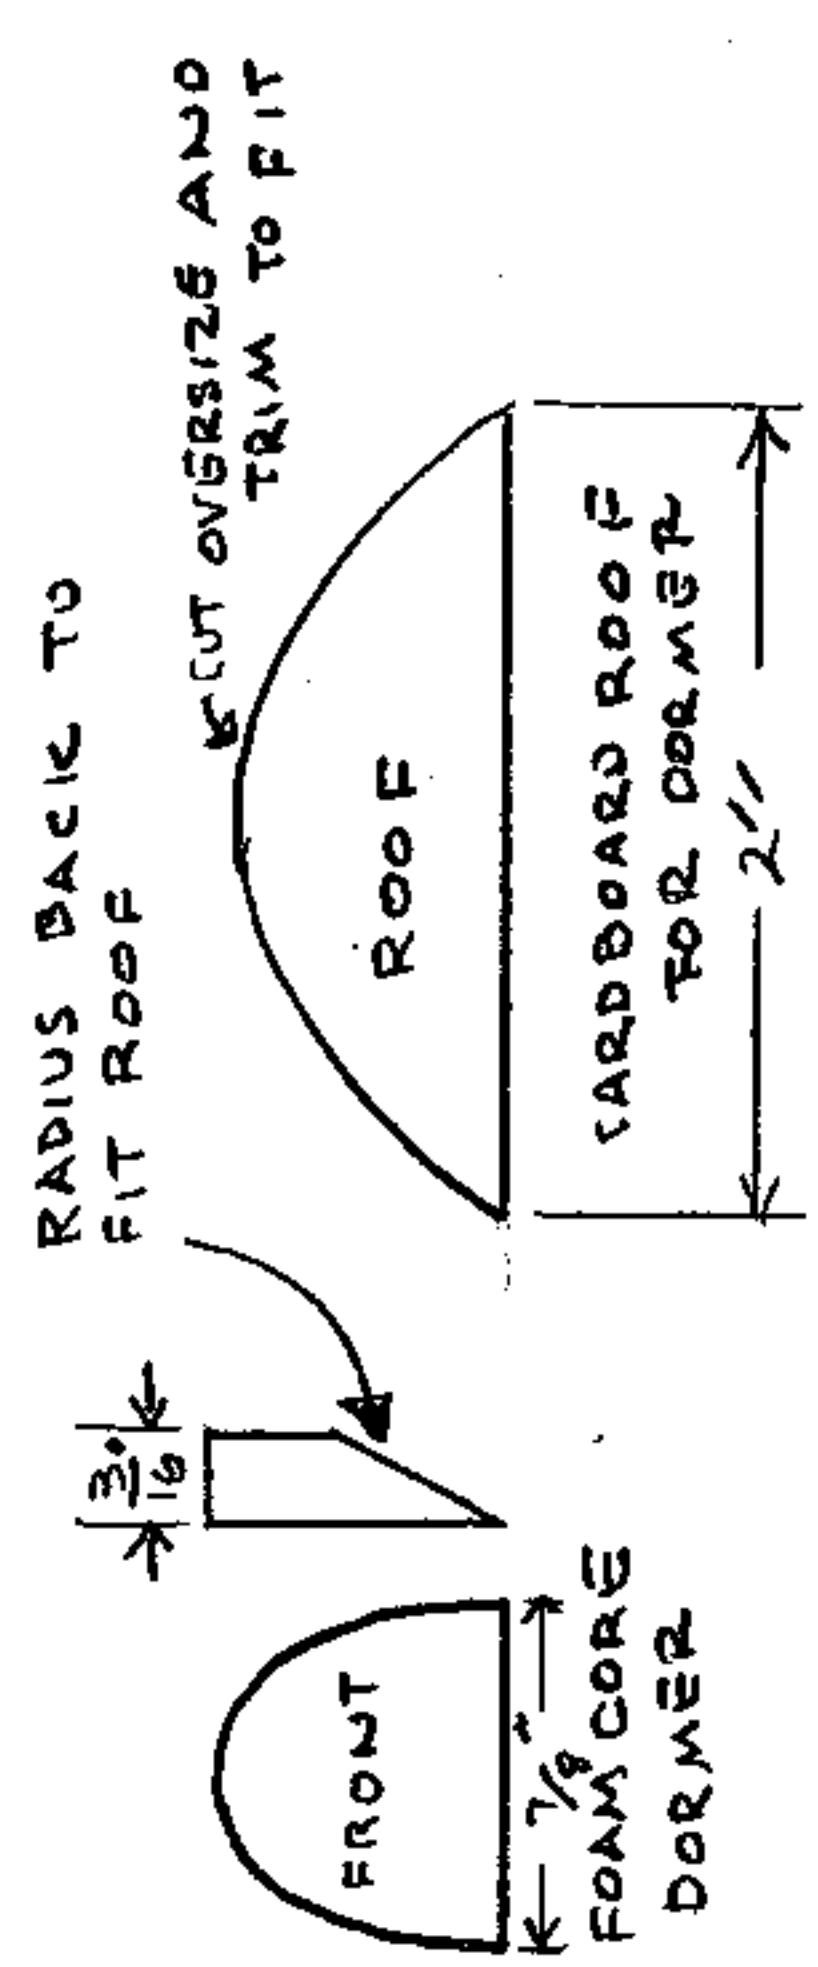 RADIUS BACK TO
FIT ROOF
CUT OVERSIZE AND
TRIM TO FIT
3"
16
FRONT
ROOF
7/8"
FOAM CORE
DORMER
CARDBOARD ROOF
FOR DORMER
2"